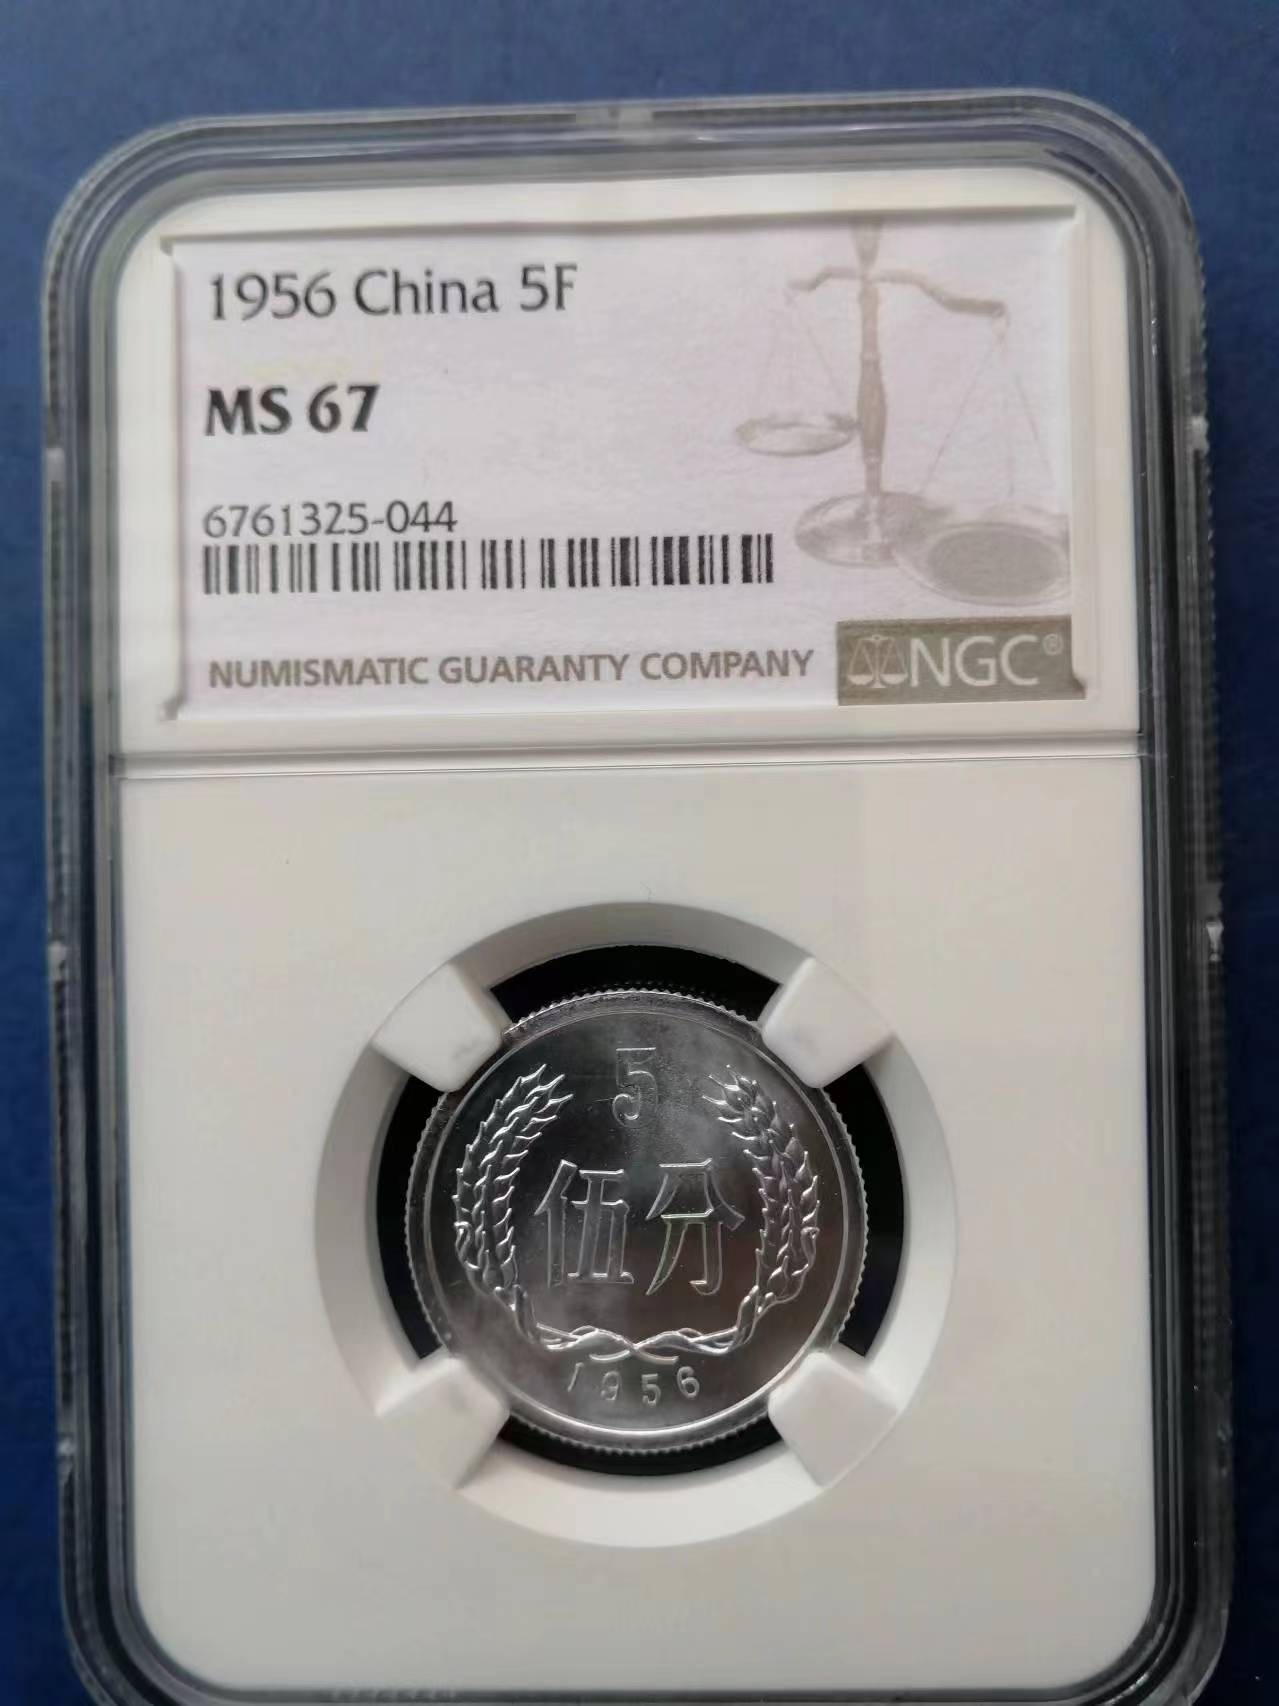 1956 China 5F
MS 67
6761325-044
NUMISMATIC GUARANTY COMPANY
NGC®
5
伍分
1956